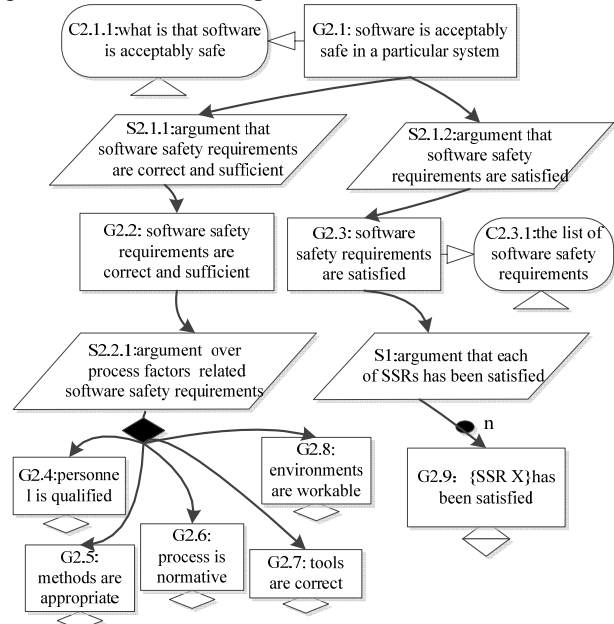 C2.1.1:what is that software
is acceptably safe
G2.1: software is acceptably
safe in a particular system
S2.1.1:argument that
software safety requirements
are correct and sufficient
S2.1.2:argument that
software safety
requirements are satisfied
G2.2: software safety
requirements are
correct and sufficient
G2.3: software
safety requirements
are satisfied
C2.3.1:the list of
software safety
requirements
S2.2.1:argument over
process factors related
software safety requirements
S1:argument that each
of SSRs has been satisfied
n
G2.4:personne
l is qualified
G2.8:
environments
are workable
G2.9: {SSR X}has
been satisfied
G2.5:
methods are
appropriate
G2.6:
process is
normative
G2.7: tools
are correct